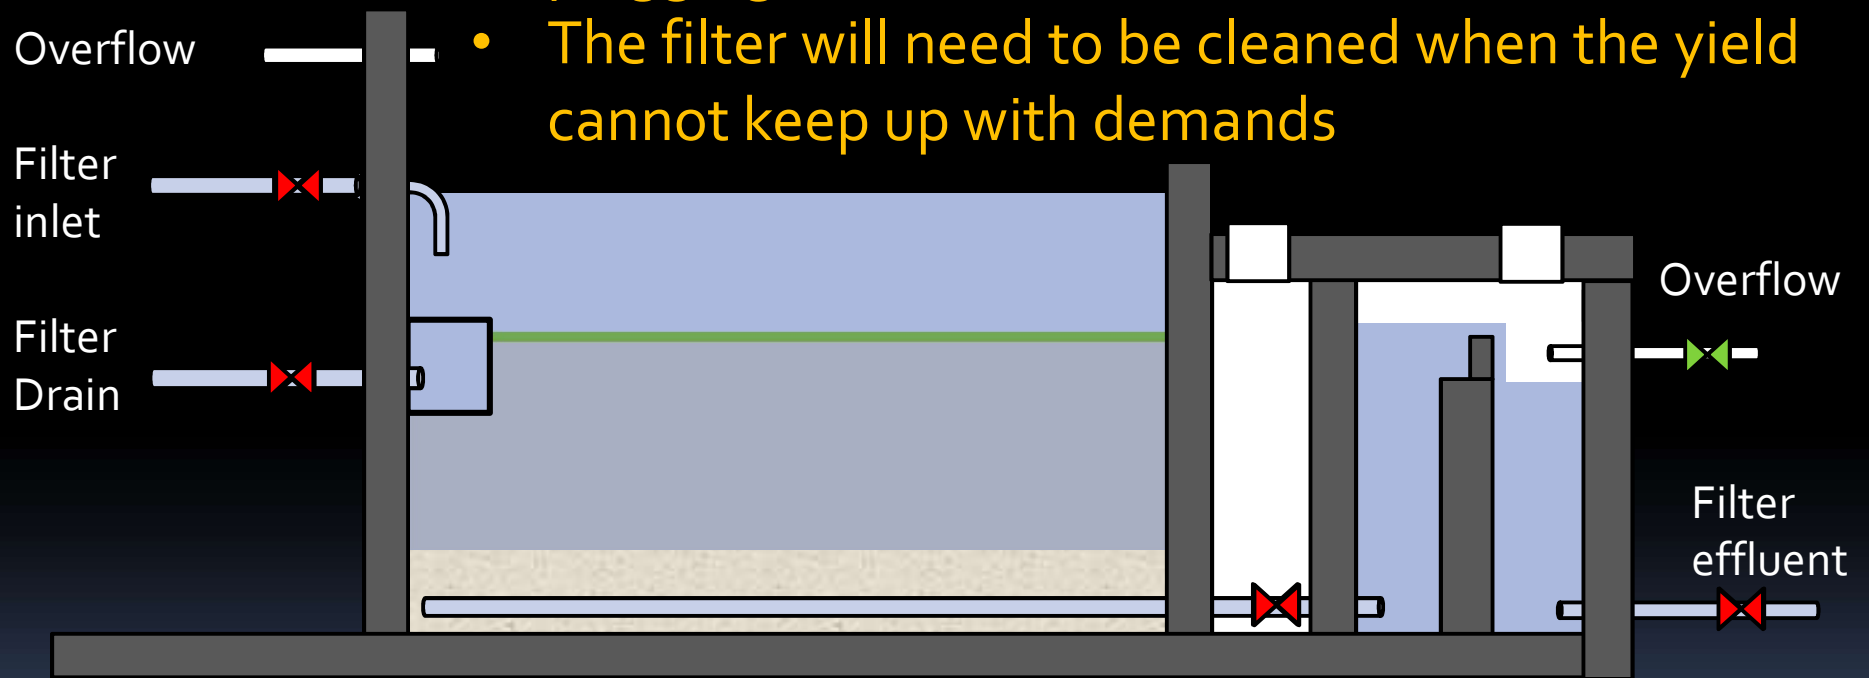 • The filter will need to be cleaned when the yield
cannot keep up with demands
Overflow
Filter
inlet
Filter
Drain
Overflow
Filter
effluent